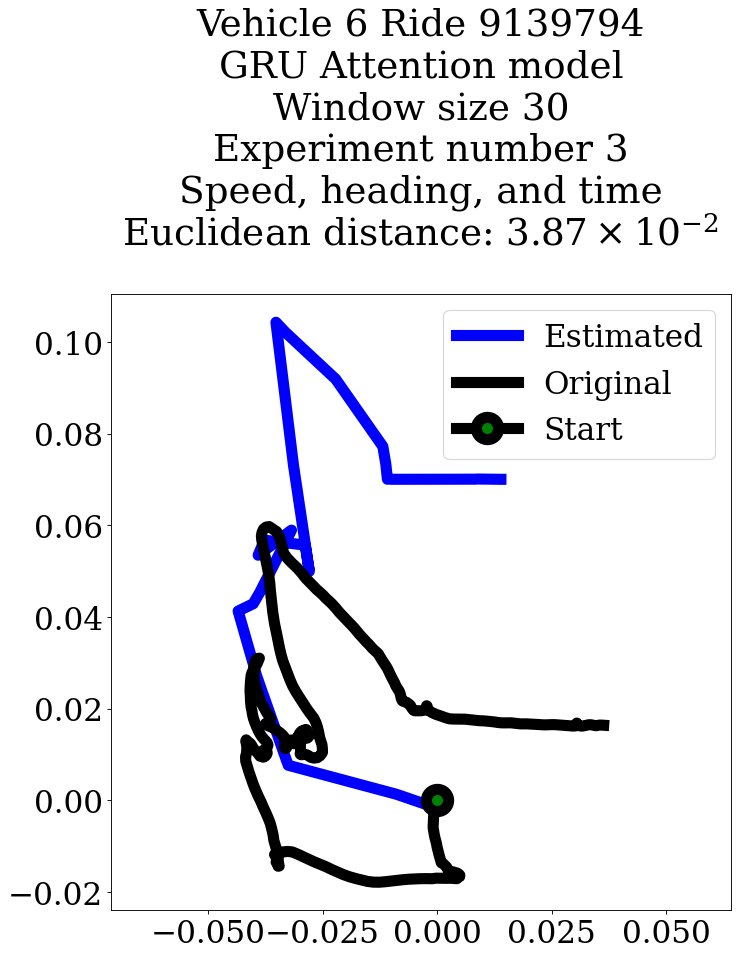 Vehicle 6 Ride 9139794
GRU Attention model
Window size 30
Experiment number 3
Speed, heading, and time
Euclidean distance: 3.87 × 10⁻²
Estimated
Original
Start
0.10
0.08
0.06
0.04
0.02
0.00
−0.02
−0.050 −0.025 0.000 0.025 0.050